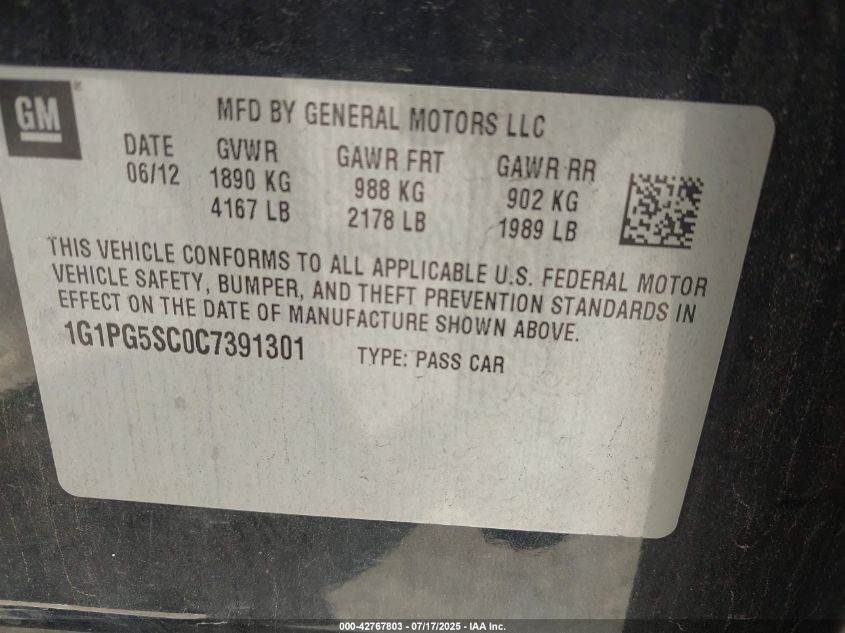 GM
MFD BY GENERAL MOTORS LLC
DATE GVWR GAWR FRT GAWR RR
06/12 1890 KG 988 KG 902 KG
4167 LB 2178 LB 1989 LB
THIS VEHICLE CONFORMS TO ALL APPLICABLE U.S. FEDERAL MOTOR
VEHICLE SAFETY, BUMPER, AND THEFT PREVENTION STANDARDS IN
EFFECT ON THE DATE OF MANUFACTURE SHOWN ABOVE.
1G1PG5SC0C7391301 TYPE: PASS CAR
000-42767803 - 07/17/2025 - IAA Inc.